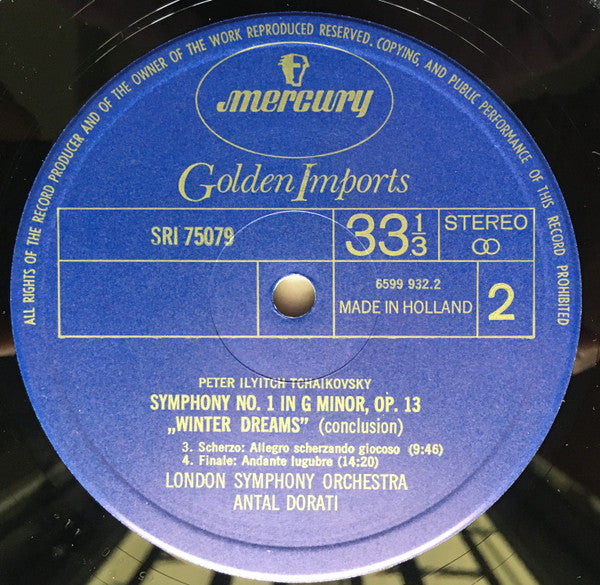 ALL RIGHTS OF THE RECORD PRODUCER AND OF THE OWNER OF THE WORK REPRODUCED RESERVED. COPYING, AND PUBLIC PERFORMANCE OF THIS RECORD PROHIBITED
mercury
Golden Imports
SRI 75079
33 1/3
STEREO
6599 932.2
MADE IN HOLLAND
2
PETER ILYITCH TCHAIKOVSKY
SYMPHONY NO. 1 IN G MINOR, OP. 13
„WINTER DREAMS” (conclusion)
3. Scherzo: Allegro scherzando giocoso (9:46)
4. Finale: Andante lugubre (14:20)
LONDON SYMPHONY ORCHESTRA
ANTAL DORATI